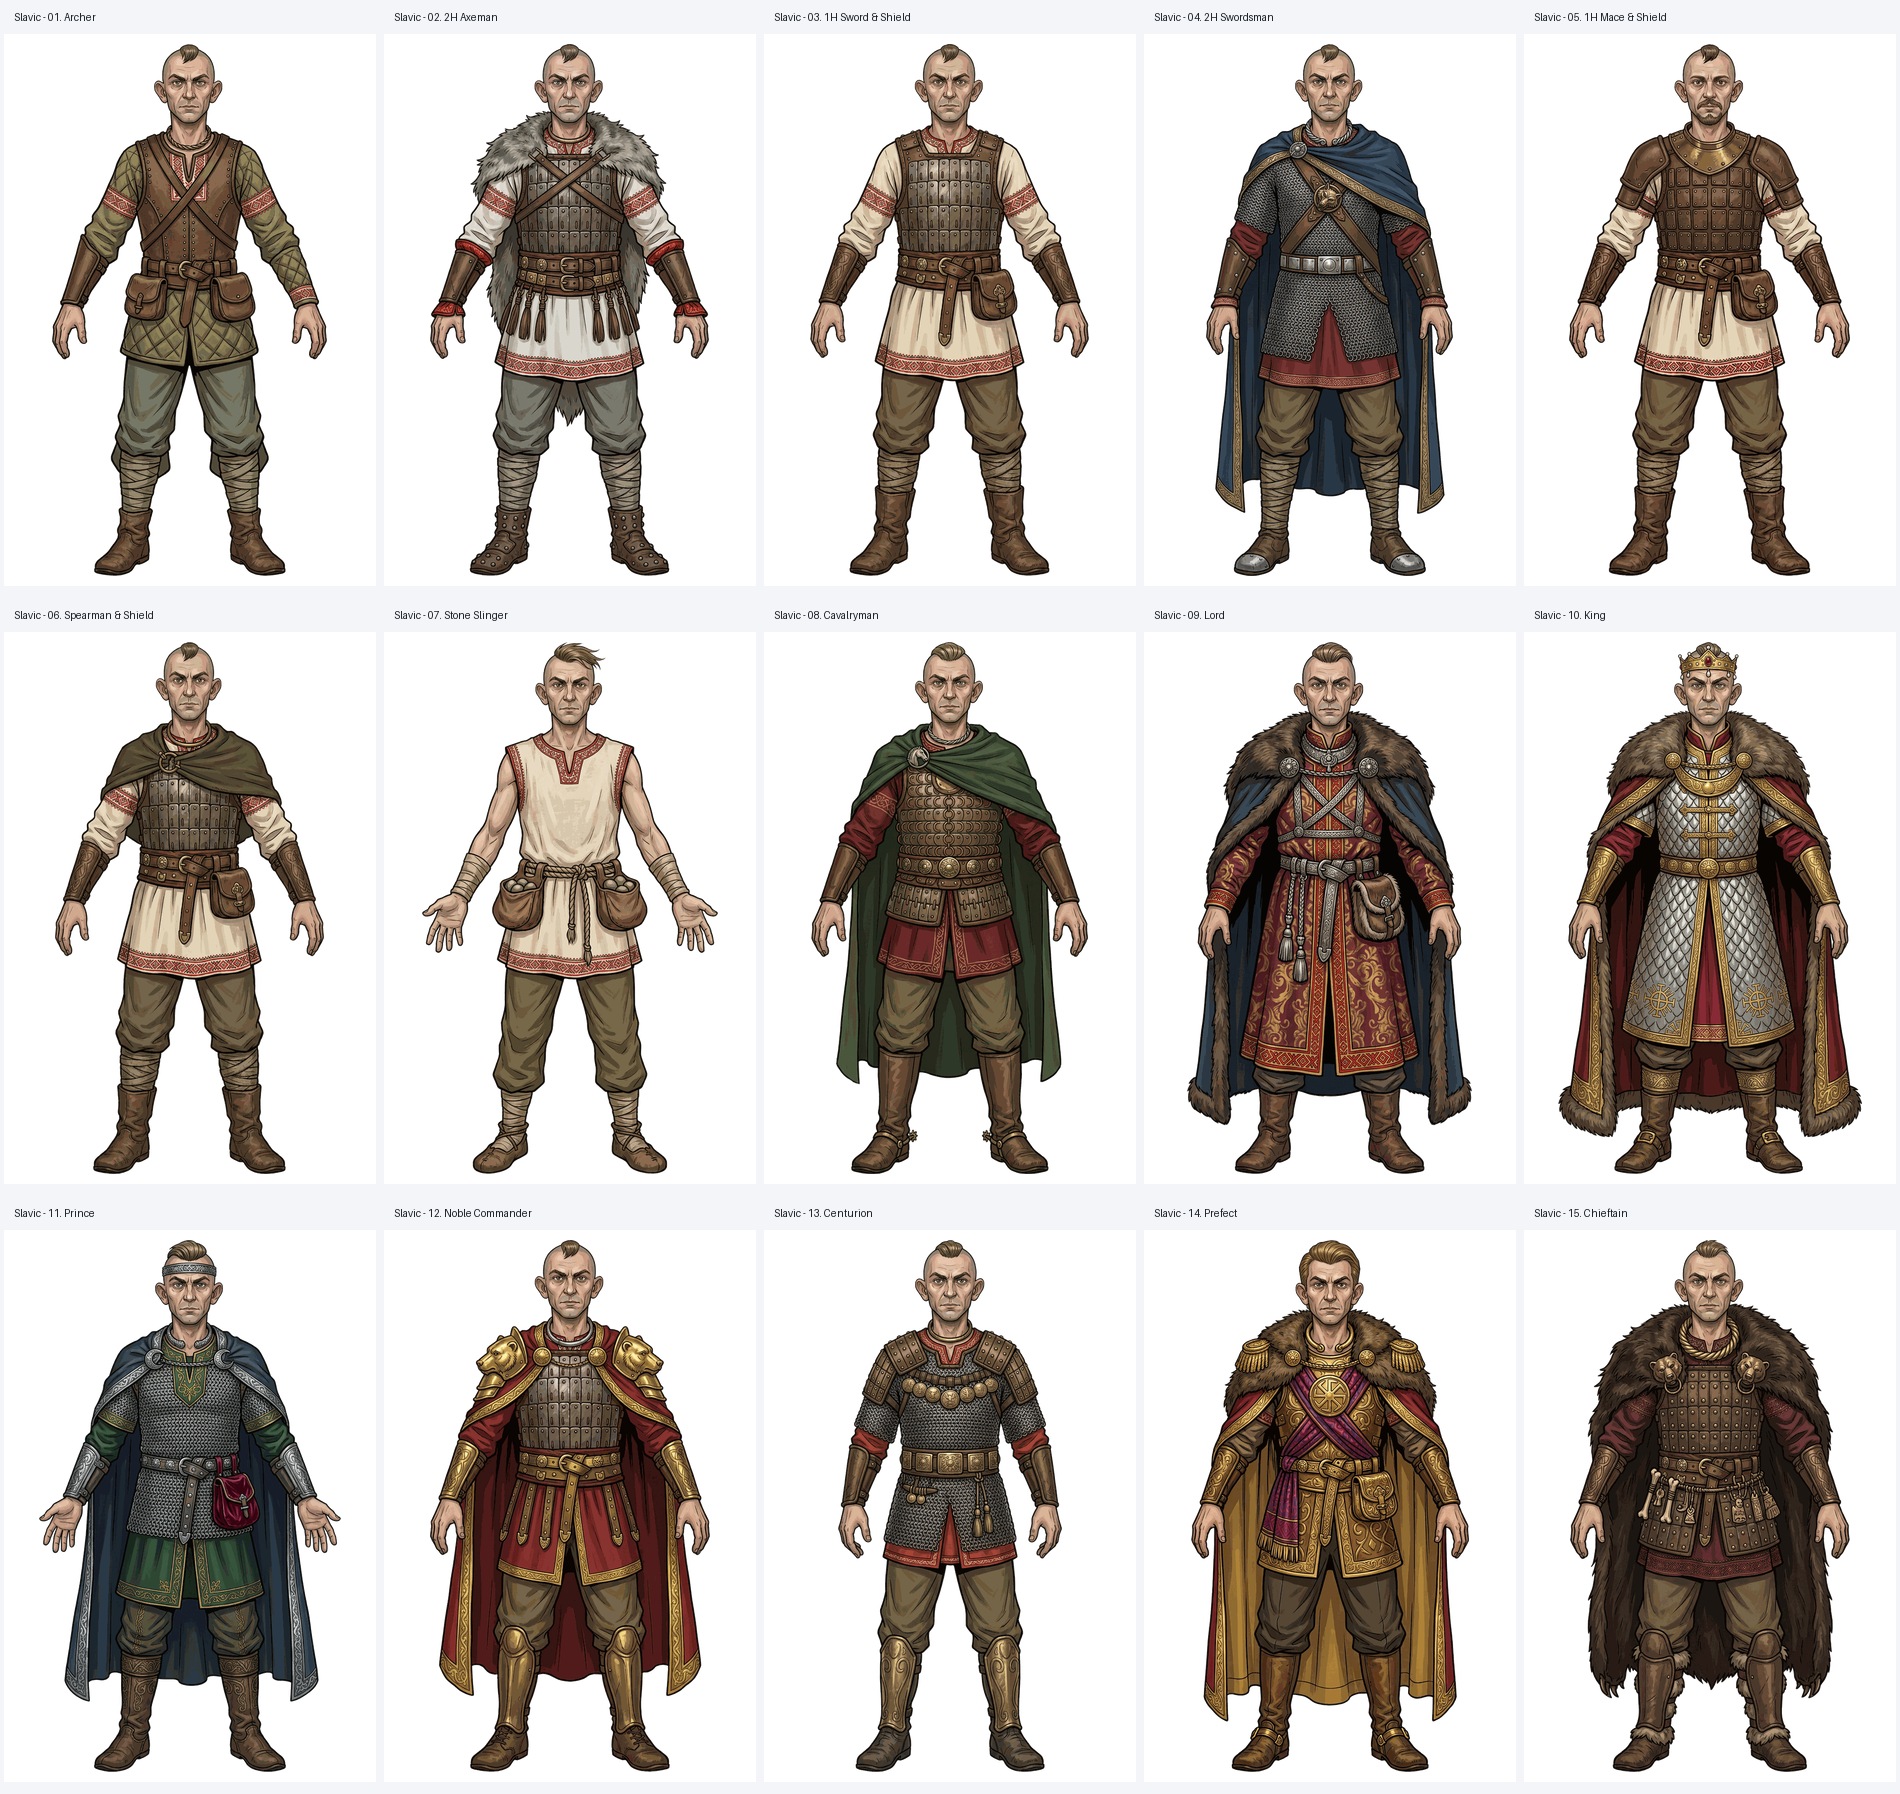 Slavic - 01. Archer
Slavic - 02. 2H Axeman
Slavic - 03. 1H Sword & Shield
Slavic - 04. 2H Swordsman
Slavic - 05. 1H Mace & Shield
Slavic - 06. Spearman & Shield
Slavic - 07. Stone Slinger
Slavic - 08. Cavalryman
Slavic - 09. Lord
Slavic - 10. King
Slavic - 11. Prince
Slavic - 12. Noble Commander
Slavic - 13. Centurion
Slavic - 14. Prefect
Slavic - 15. Chieftain